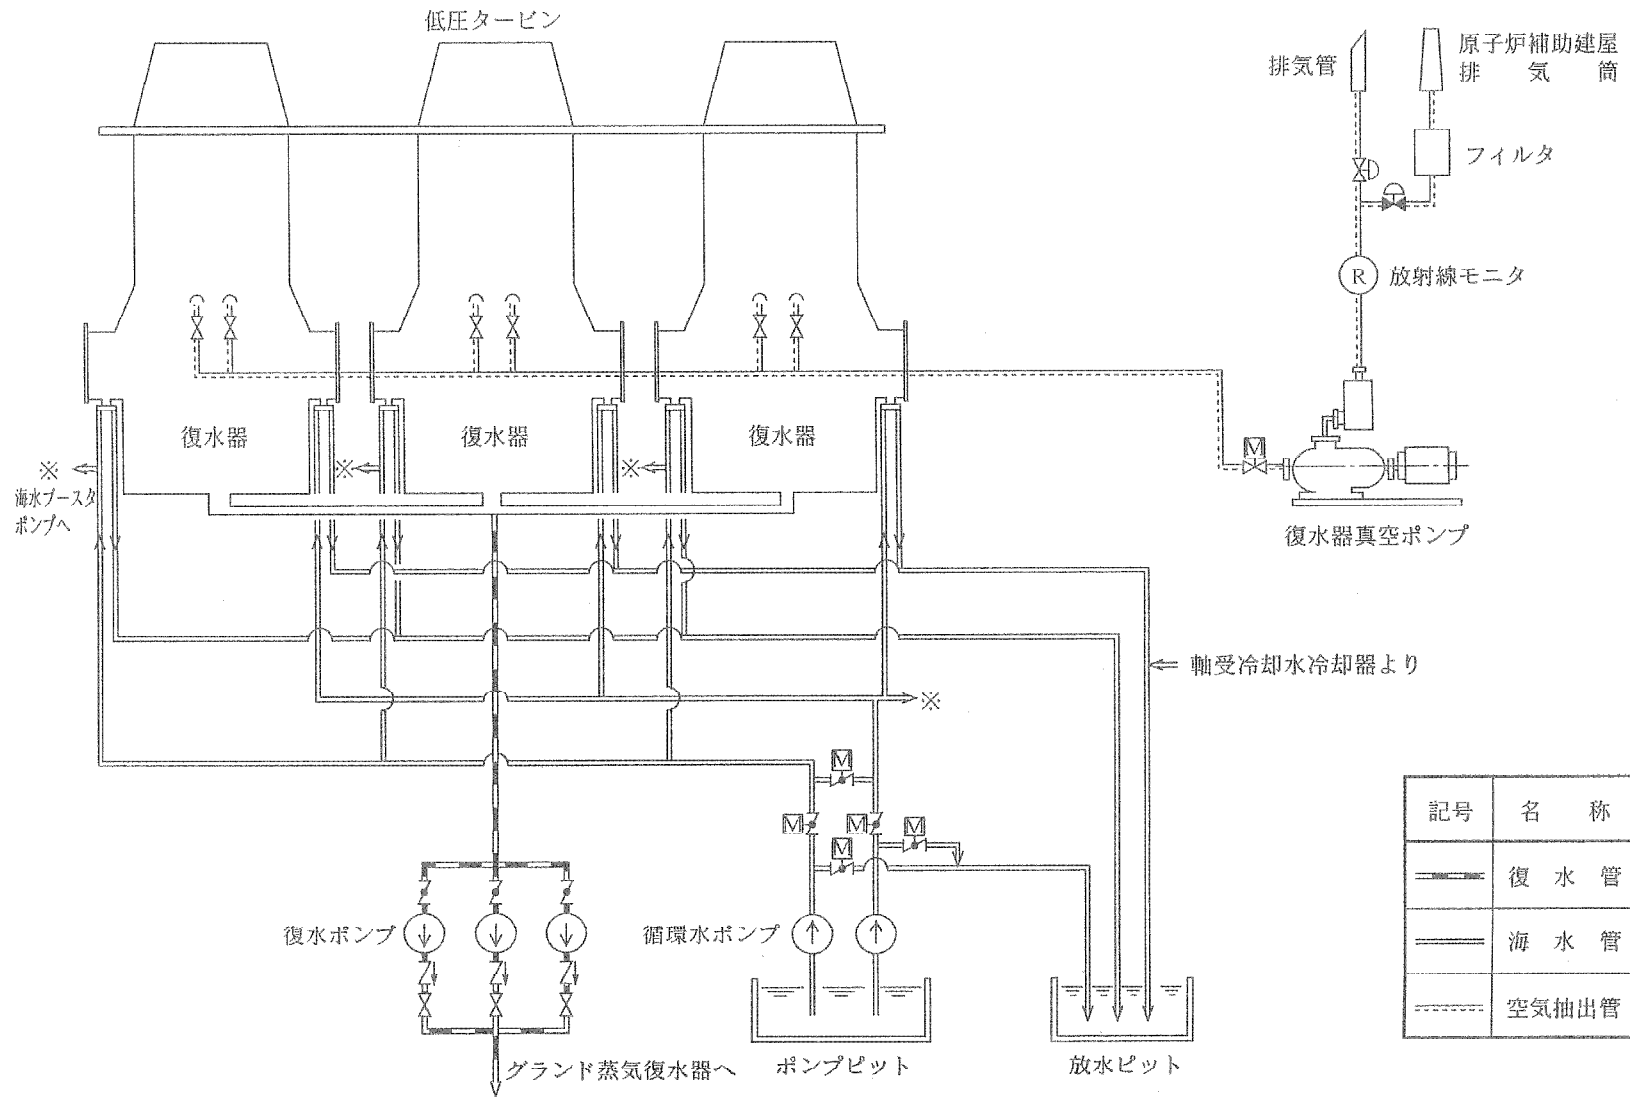 低圧タービン
排気管
原子炉補助建屋
排気筒
フィルタ
R
放射線モニタ
復水器
復水器
復水器
※
※
※
海水ブースタ
ポンプへ
M
復水器真空ポンプ
軸受冷却水冷却器より
※
M
M
M
M
M
復水ポンプ
循環水ポンプ
グランド蒸気復水器へ
ポンプピット
放水ピット
記号 名称
復水管
海水管
空気抽出管